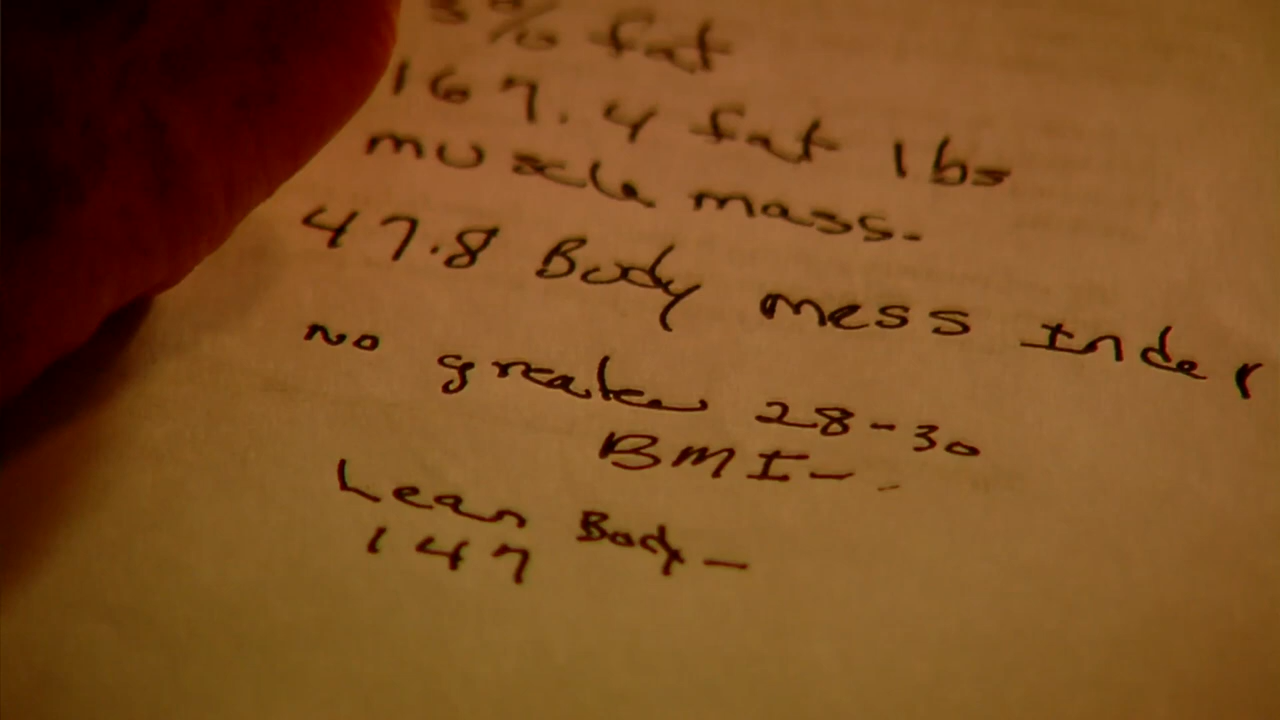 3% fat
167.4 fat lbs
muscle mass.
47.8 Body mess Index
No greater 28-30
BMI-
Lean Body -
147